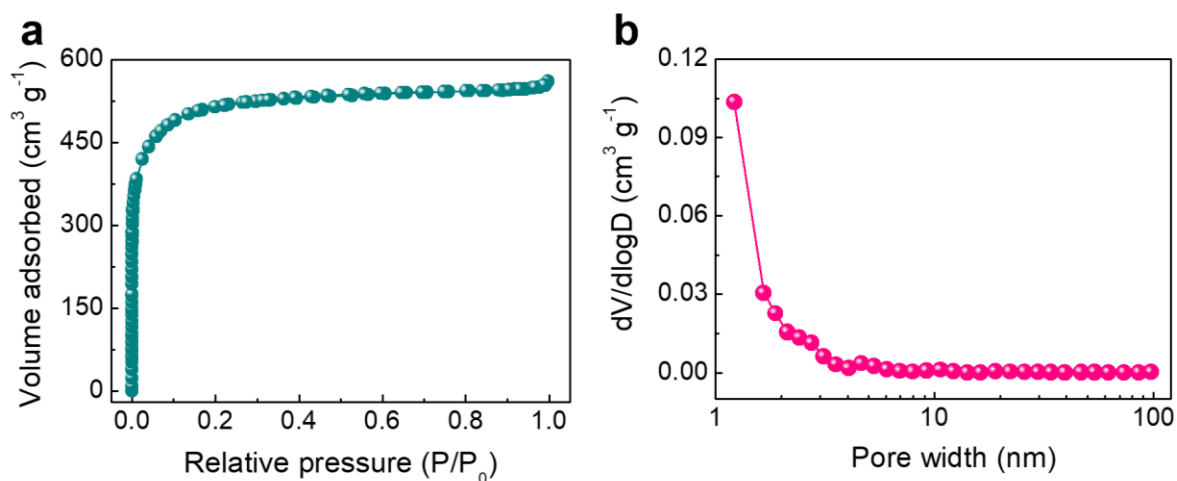 a
600
450
300
150
0
Volume adsorbed (cm³ g⁻¹)
0.0 0.2 0.4 0.6 0.8 1.0
Relative pressure (P/P₀)
b
0.12
0.09
0.06
0.03
0.00
dV/dlogD (cm³ g⁻¹)
1 10 100
Pore width (nm)